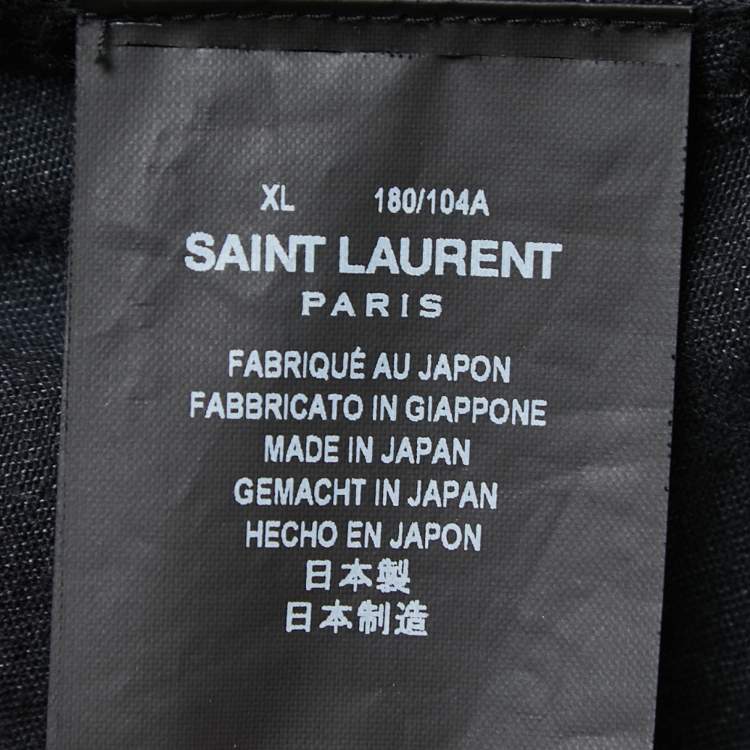 XL 180/104A
SAINT LAURENT
PARIS
FABRIQUÉ AU JAPON
FABBRICATO IN GIAPPONE
MADE IN JAPAN
GEMACHT IN JAPAN
HECHO EN JAPON
日本製
日本制造